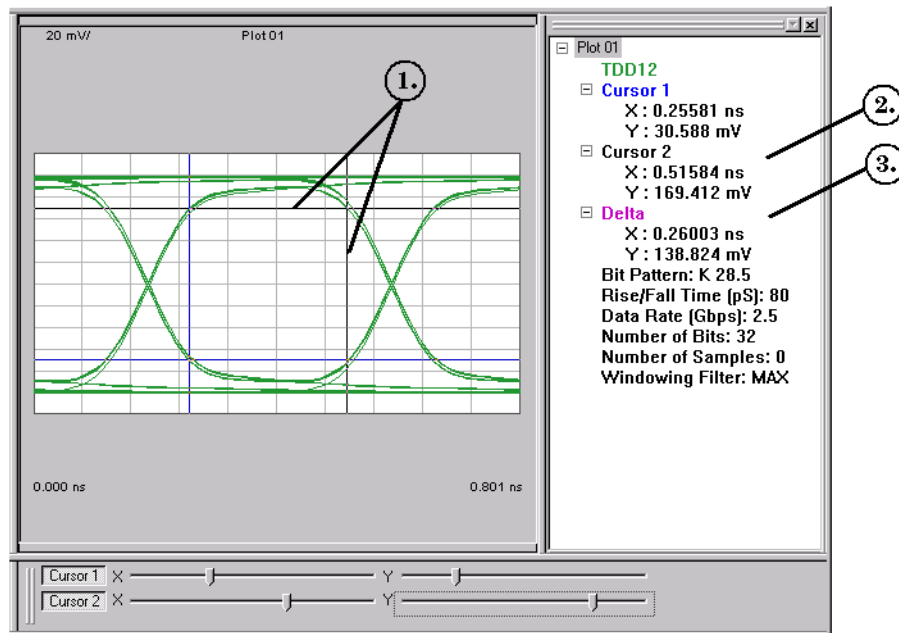 20 mV/ Plot 01
1.
0.000 ns 0.801 ns
Plot 01
TDD12
Cursor 1
X : 0.25581 ns
Y : 30.588 mV
Cursor 2
X : 0.51584 ns
Y : 169.412 mV
Delta
X : 0.26003 ns
Y : 138.824 mV
Bit Pattern: K 28.5
Rise/Fall Time (pS): 80
Data Rate (Gbps): 2.5
Number of Bits: 32
Number of Samples: 0
Windowing Filter: MAX
2.
3.
Cursor 1 X Y
Cursor 2 X Y